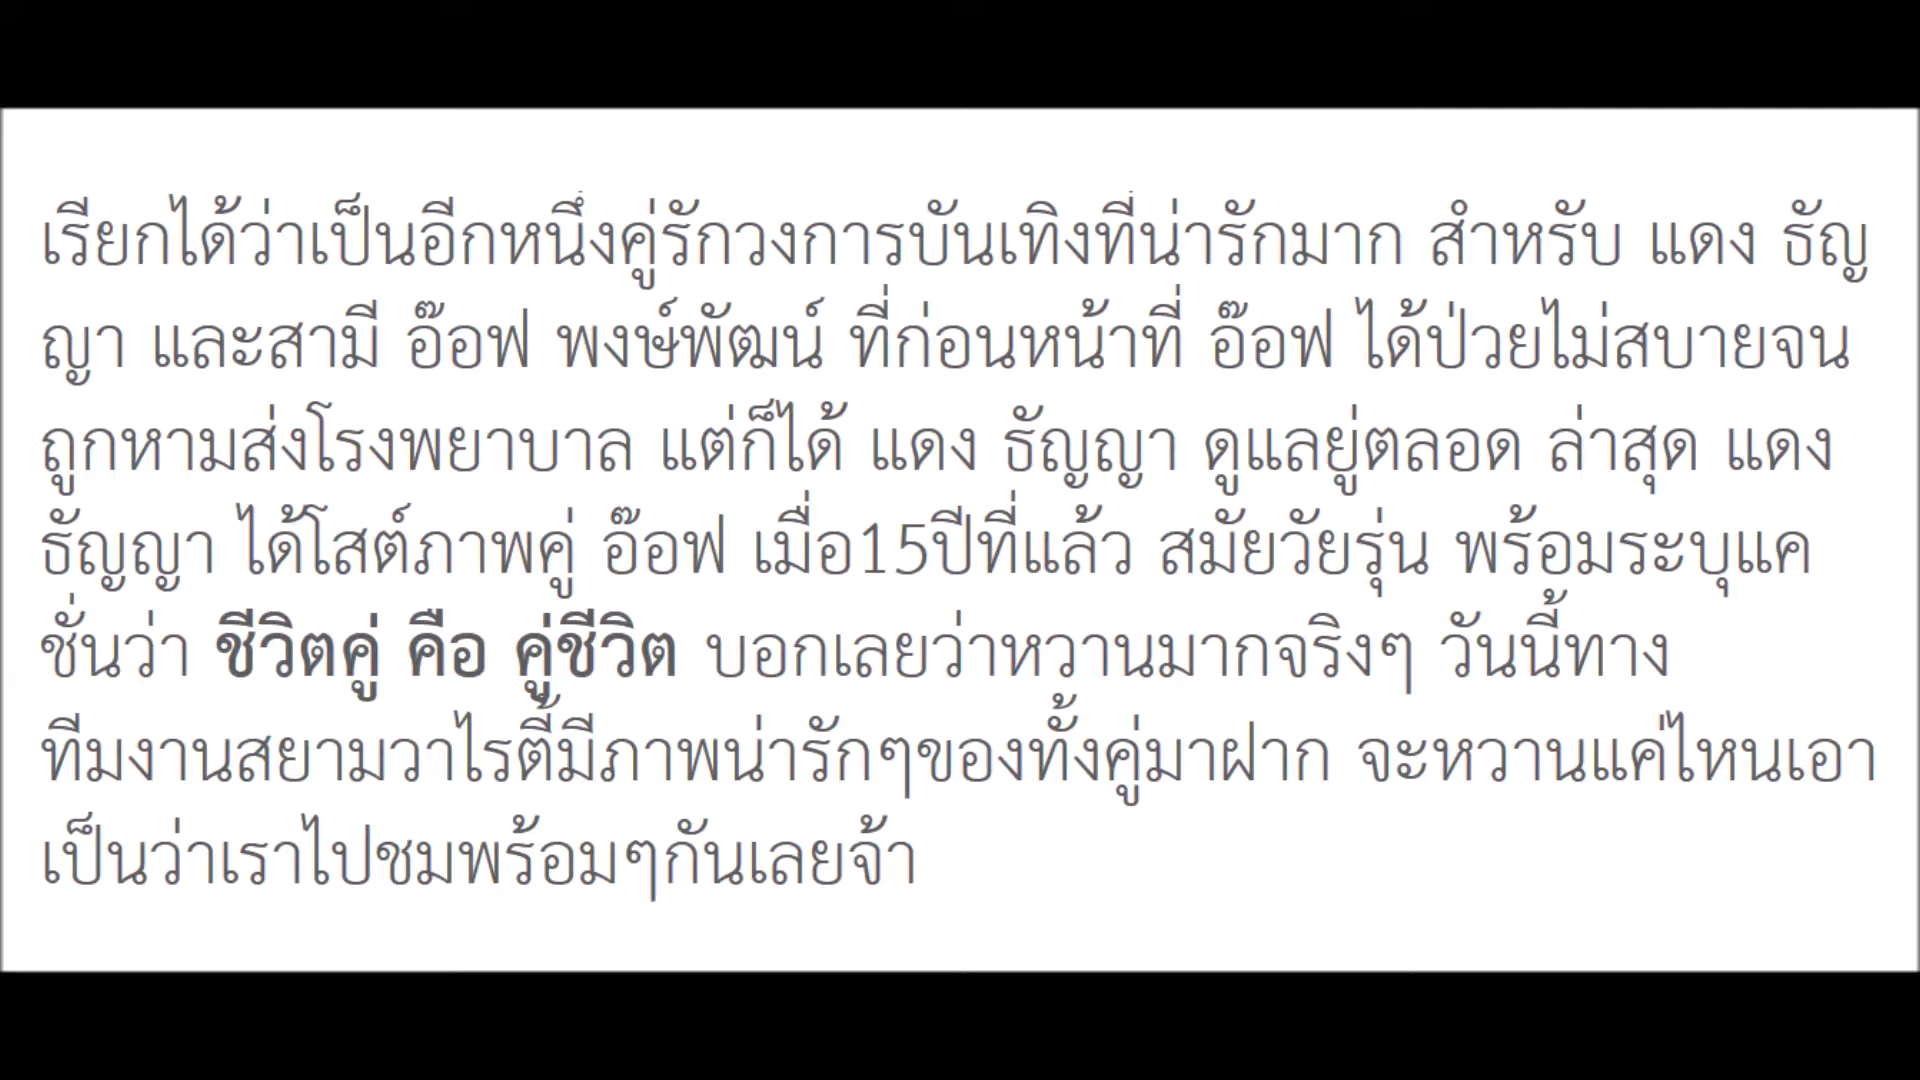 เรียกได้ว่าเป็นอีกหนึ่งคู่รักวงการบันเทิงที่น่ารักมาก สำหรับ แดง ธัญ
ญา และสามี อ๊อฟ พงษ์พัฒน์ ที่ก่อนหน้าที่ อ๊อฟ ได้ป่วยไม่สบายจน
ถูกหามส่งโรงพยาบาล แต่ก็ได้ แดง ธัญญา ดูแลยู่ตลอด ล่าสุด แดง
ธัญญา ได้โสต์ภาพคู่ อ๊อฟ เมื่อ15ปีที่แล้ว สมัยวัยรุ่น พร้อมระบุแค
ชั่นว่า ชีวิตคู่ คือ คู่ชีวิต บอกเลยว่าหวานมากจริงๆ วันนี้ทาง
ทีมงานสยามวาไรตี้มีภาพน่ารักๆของทั้งคู่มาฝาก จะหวานแค่ไหนเอา
เป็นว่าเราไปชมพร้อมๆกันเลยจ้า